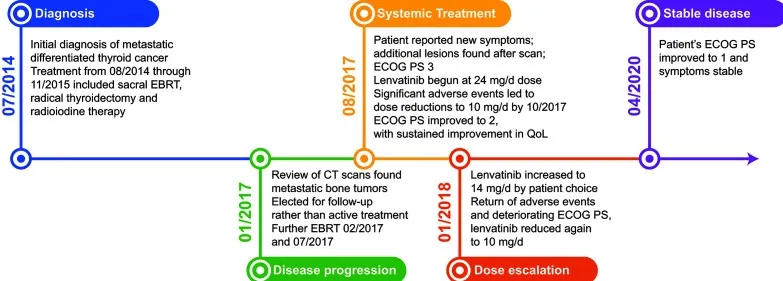 Diagnosis
07/2014
Initial diagnosis of metastatic
differentiated thyroid cancer
Treatment from 08/2014 through
11/2015 included sacral EBRT,
radical thyroidectomy and
radioiodine therapy
01/2017
Review of CT scans found
metastatic bone tumors
Elected for follow-up
rather than active treatment
Further EBRT 02/2017
and 07/2017
Disease progression
Systemic Treatment
08/2017
Patient reported new symptoms;
additional lesions found after scan;
ECOG PS 3
Lenvatinib begun at 24 mg/d dose
Significant adverse events led to
dose reductions to 10 mg/d by 10/2017
ECOG PS improved to 2,
with sustained improvement in QoL
01/2018
Lenvatinib increased to
14 mg/d by patient choice
Return of adverse events
and deteriorating ECOG PS,
lenvatinib reduced again
to 10 mg/d
Dose escalation
Stable disease
04/2020
Patient's ECOG PS
improved to 1 and
symptoms stable